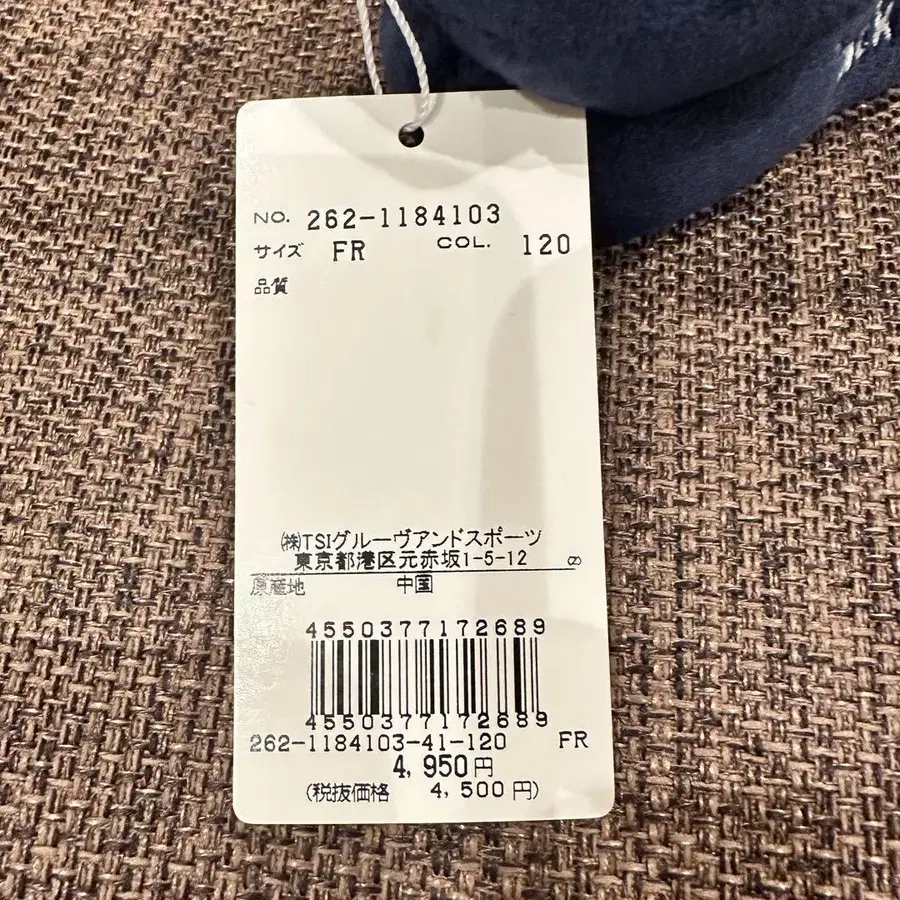 NO. 262-1184103
サイズ FR COL. 120
品質
㈱TSIグルーヴアンドスポーツ
東京都港区元赤坂1-5-12 (Z)
原産地 中国
4550377172689
4550377172689
262-1184103-41-120 FR
4,950円
(税抜価格 4,500円)